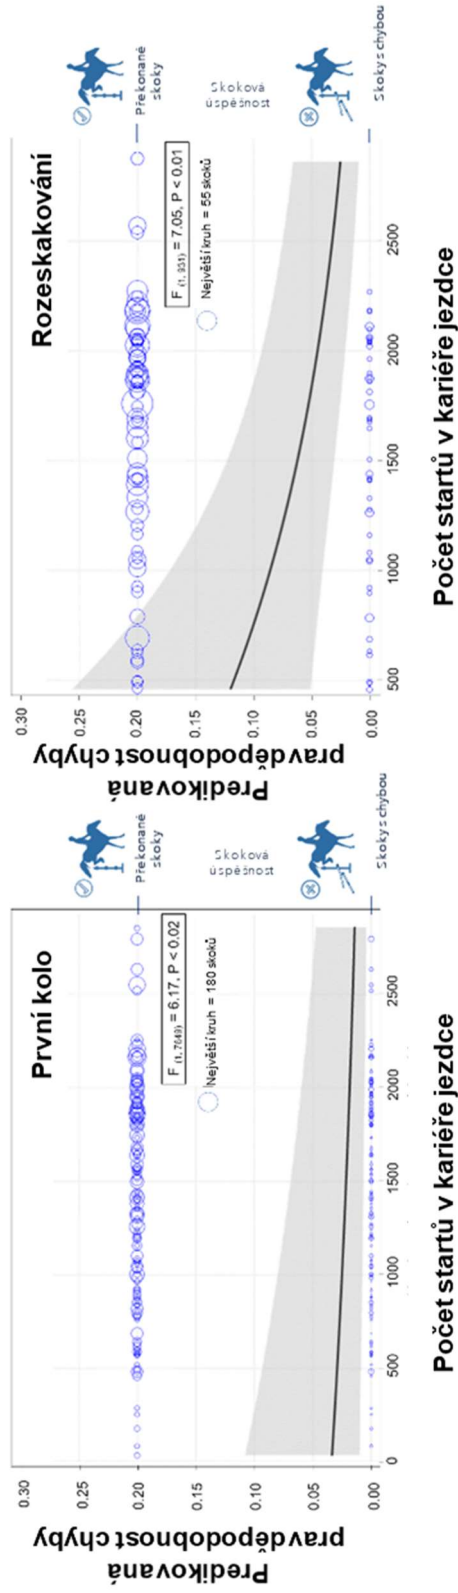 První kolo
Predikovaná
pravděpodobnost chyby
0.30
0.25
0.20
0.15
0.10
0.05
0.00
0
500
1000
1500
2000
2500
Počet startů v kariéře jezdce
F (1, 7649) = 6.17, P < 0.02
Největší kruh = 180 skoků
Překonané
skoky
Skoková
úspěšnost
Skoky s chybou
Rozeskakování
Predikovaná
pravděpodobnost chyby
0.30
0.25
0.20
0.15
0.10
0.05
0.00
500
1000
1500
2000
2500
Počet startů v kariéře jezdce
F (1, 931) = 7.05, P < 0.01
Největší kruh = 55 skoků
Překonané
skoky
Skoková
úspěšnost
Skoky s chybou